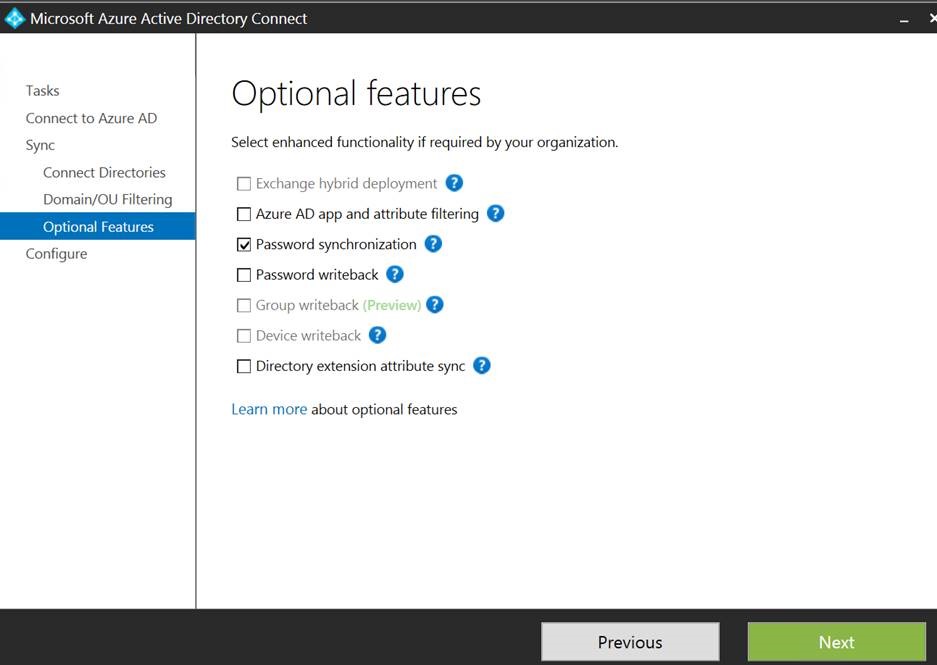 Microsoft Azure Active Directory Connect
Tasks
Connect to Azure AD
Sync
Connect Directories
Domain/OU Filtering
Optional Features
Configure
Optional features
Select enhanced functionality if required by your organization.
Exchange hybrid deployment ?
Azure AD app and attribute filtering ?
Password synchronization ?
Password writeback ?
Group writeback (Preview) ?
Device writeback ?
Directory extension attribute sync ?
Learn more about optional features
Previous
Next